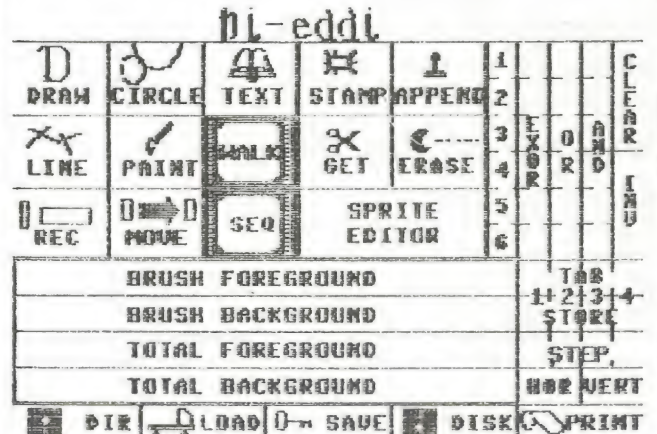 hi-eddi
DRAW CIRCLE TEXT STAMP APPEND 1 CLEAR
2
LINE PAINT WALK GET ERASE 3 EXOR OR AND
4 INV
REC MOVE SEQ SPRITE EDITOR 5
6
BRUSH FOREGROUND TAB
1 2 3 4
BRUSH BACKGROUND STORE
TOTAL FOREGROUND STEP
TOTAL BACKGROUND HOR VERT
DIR LOAD SAVE DISK PRINT